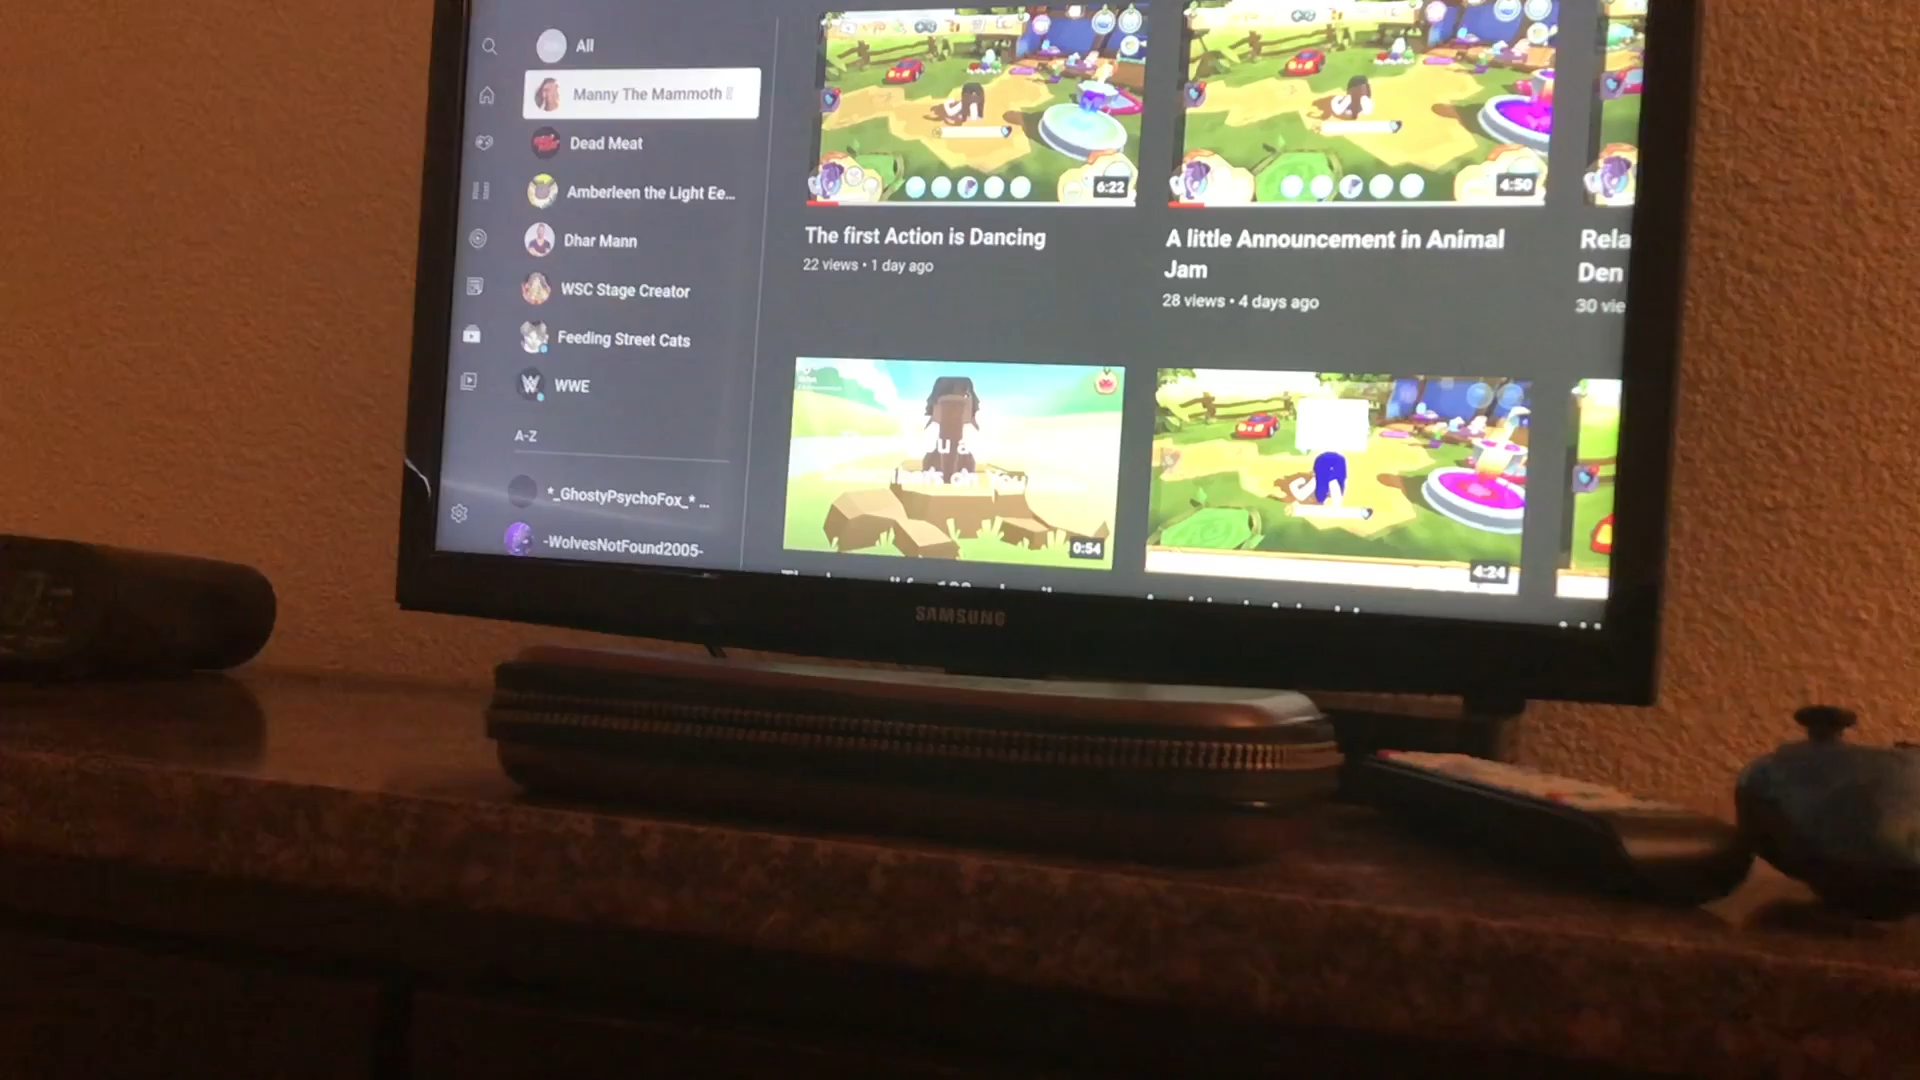 All
Manny The Mammoth
Dead Meat
Amberleen the Light Ee...
Dhar Mann
WSC Stage Creator
Feeding Street Cats
WWE
A-Z
*_GhostyPsychoFox_* ...
-WolvesNotFound2005-
6:22
The first Action is Dancing
22 views • 1 day ago
4:50
A little Announcement in Animal
Jam
28 views • 4 days ago
Rela
Den
30 vie
0:54
4:24
SAMSUNG